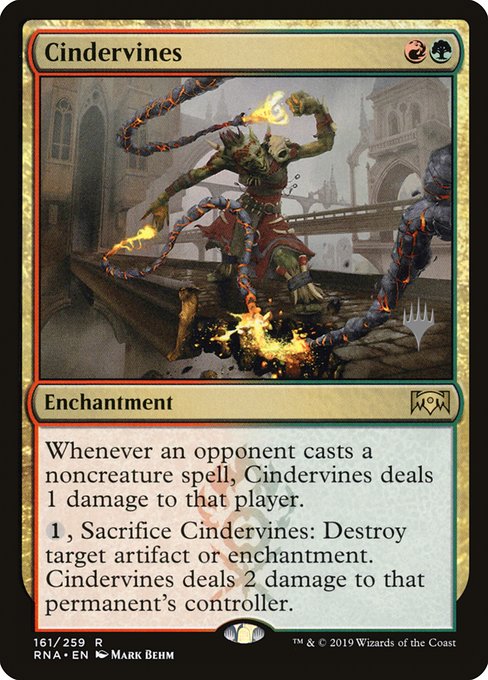 Cindervines
Enchantment
Whenever an opponent casts a
noncreature spell, Cindervines deals
1 damage to that player.
1, Sacrifice Cindervines: Destroy
target artifact or enchantment.
Cindervines deals 2 damage to that
permanent's controller.
161/259 R
RNA • EN Mark Behm
™ & © 2019 Wizards of the Coast